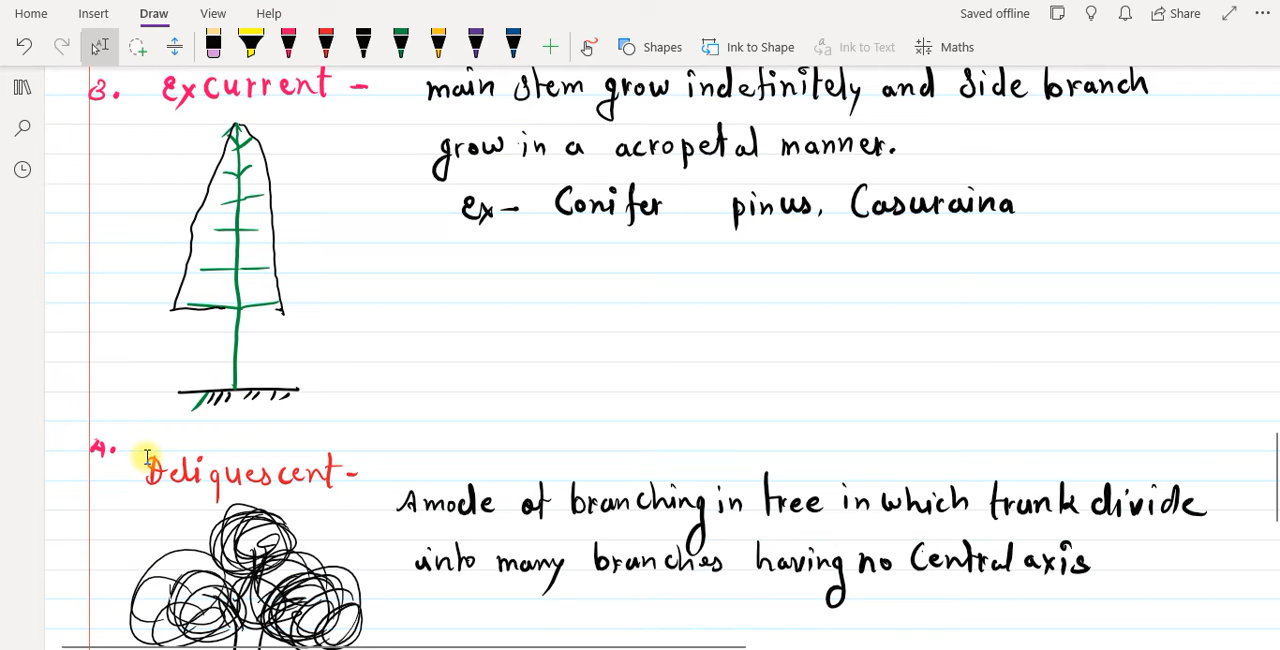 Home Insert Draw View Help Saved offline Share
Shapes Ink to Shape Ink to Text Maths
3. Excurrent - main stem grow indefinitely and side branch
grow in a acropetal manner.
ex - Conifer pinus, Casuraina
4. Deliquescent -
A mode of branching in tree in which trunk divide
into many branches having no Central axis